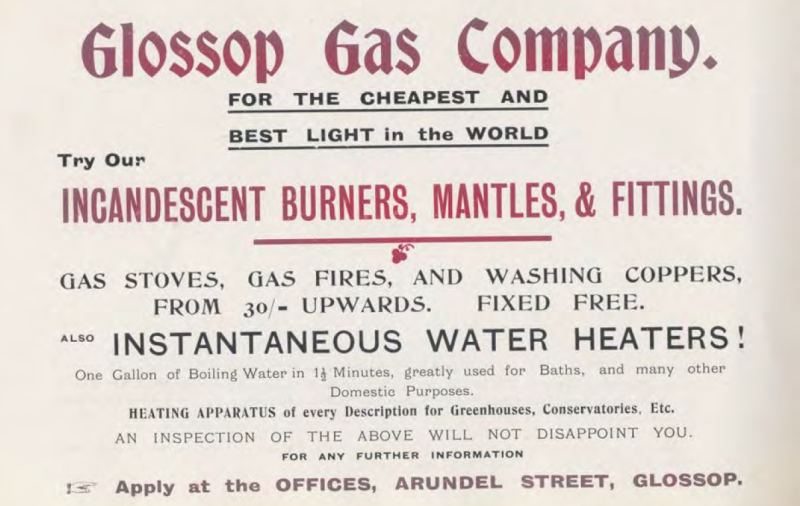 Glossop Gas Company.
FOR THE CHEAPEST AND
BEST LIGHT in the WORLD
Try Our
INCANDESCENT BURNERS, MANTLES, & FITTINGS.
GAS STOVES, GAS FIRES, AND WASHING COPPERS,
FROM 30/- UPWARDS. FIXED FREE.
ALSO INSTANTANEOUS WATER HEATERS!
One Gallon of Boiling Water in 1½ Minutes, greatly used for Baths, and many other
Domestic Purposes.
HEATING APPARATUS of every Description for Greenhouses, Conservatories, Etc.
AN INSPECTION OF THE ABOVE WILL NOT DISAPPOINT YOU.
FOR ANY FURTHER INFORMATION
☞ Apply at the OFFICES, ARUNDEL STREET, GLOSSOP.